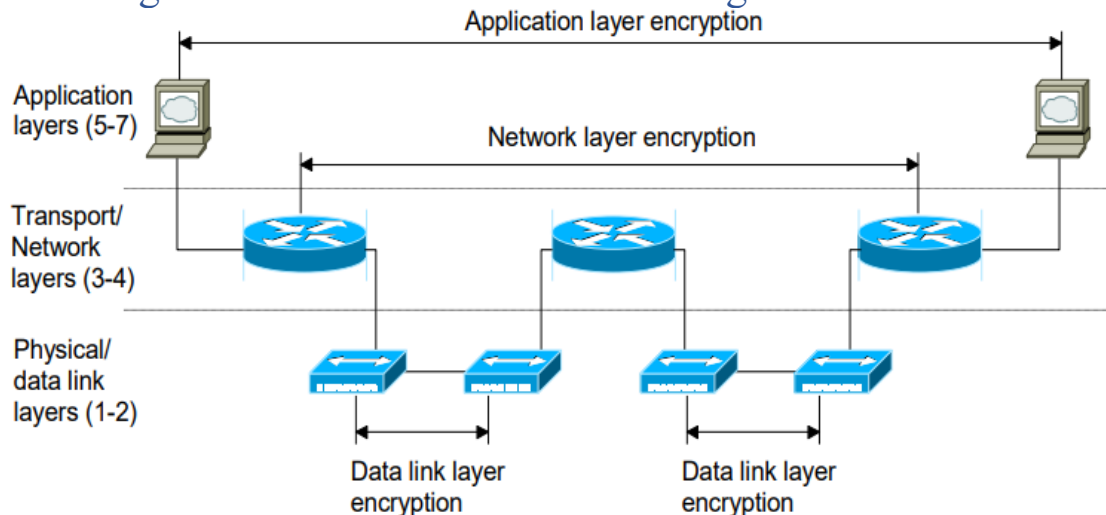 Application layer encryption
Application
layers (5-7)
Network layer encryption
Transport/
Network
layers (3-4)
Physical/
data link
layers (1-2)
Data link layer
encryption
Data link layer
encryption